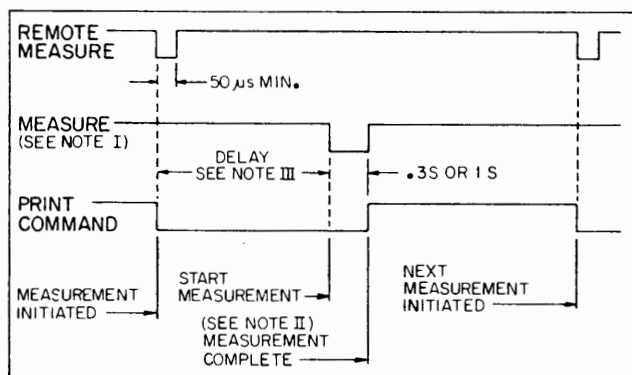 REMOTE
MEASURE
50 µs MIN.
MEASURE
(SEE NOTE I)
DELAY
SEE NOTE III
.3S OR 1 S
PRINT
COMMAND
MEASUREMENT
INITIATED
START
MEASUREMENT
(SEE NOTE II)
MEASUREMENT
COMPLETE
NEXT
MEASUREMENT
INITIATED